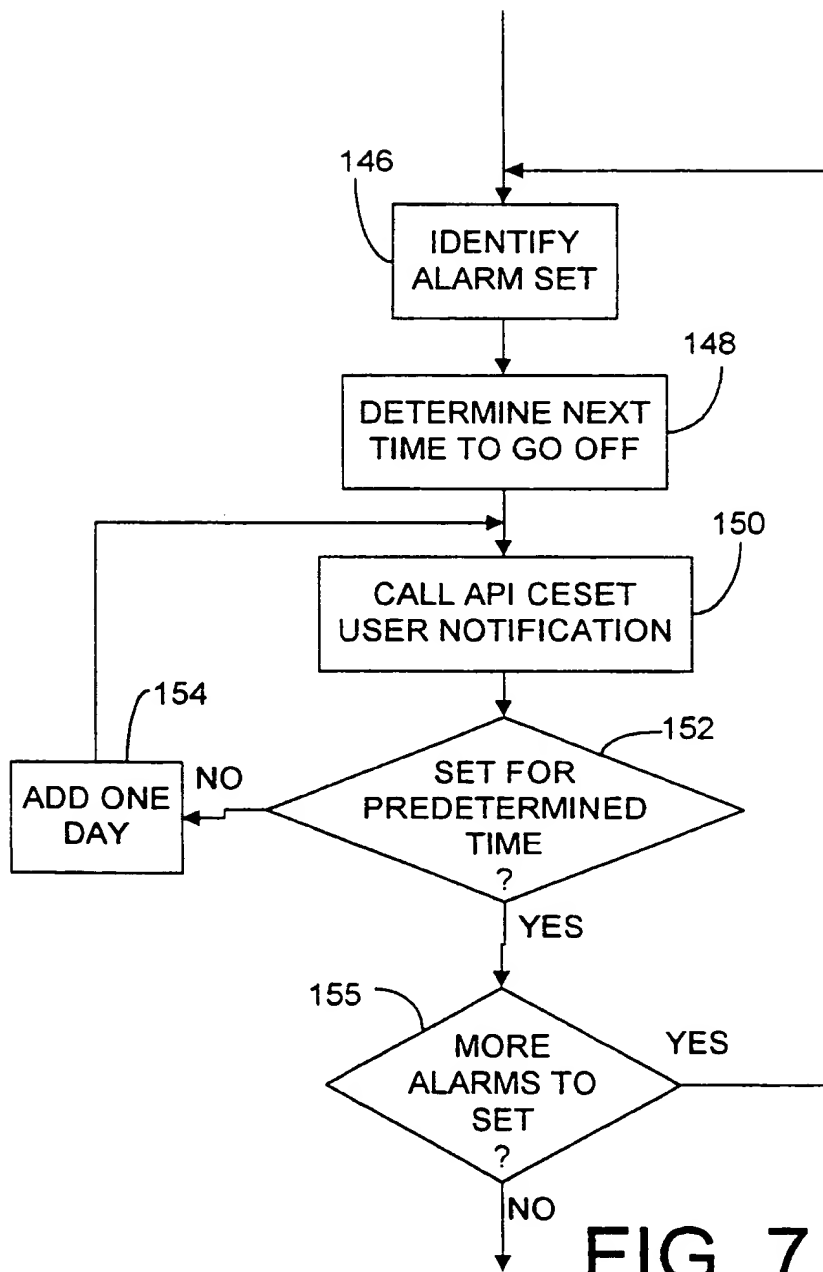 146
IDENTIFY
ALARM SET
148
DETERMINE NEXT
TIME TO GO OFF
150
CALL API CESET
USER NOTIFICATION
154
ADD ONE
DAY
NO
152
SET FOR
PREDETERMINED
TIME
?
YES
155
MORE
ALARMS TO
SET
?
YES
NO
FIG. 7